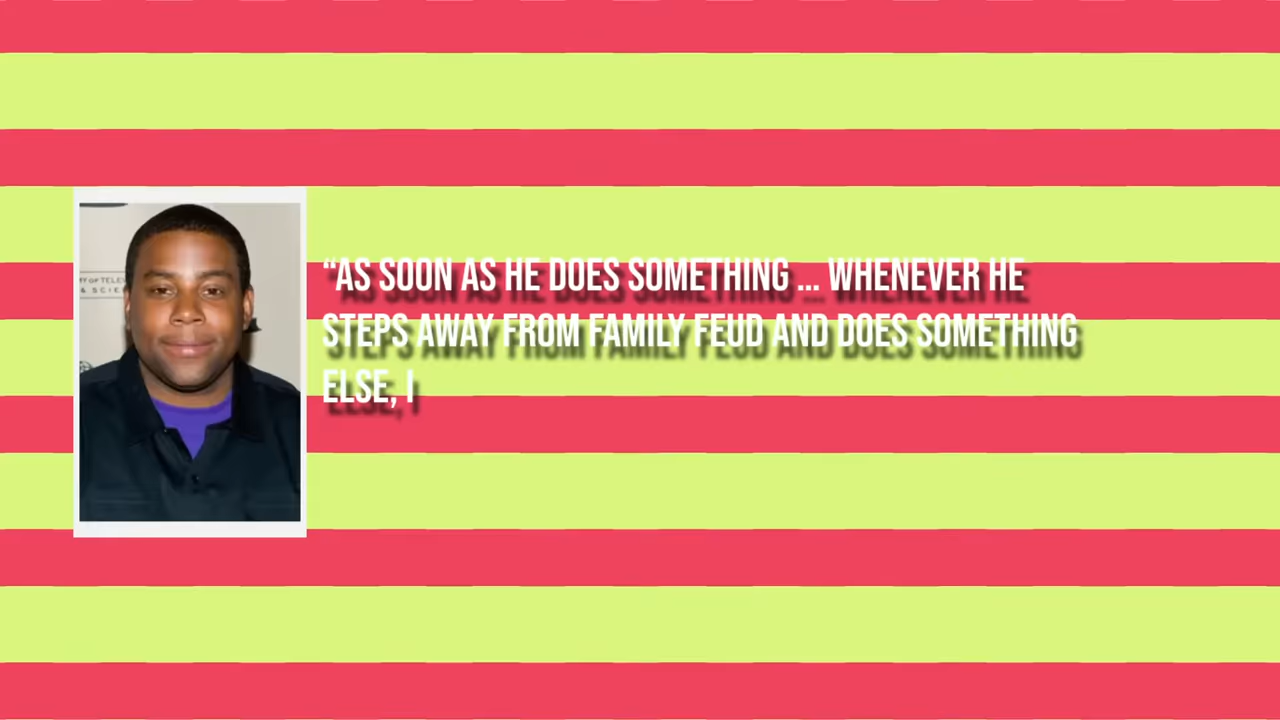 “AS SOON AS HE DOES SOMETHING ... WHENEVER HE
STEPS AWAY FROM FAMILY FEUD AND DOES SOMETHING
ELSE, I